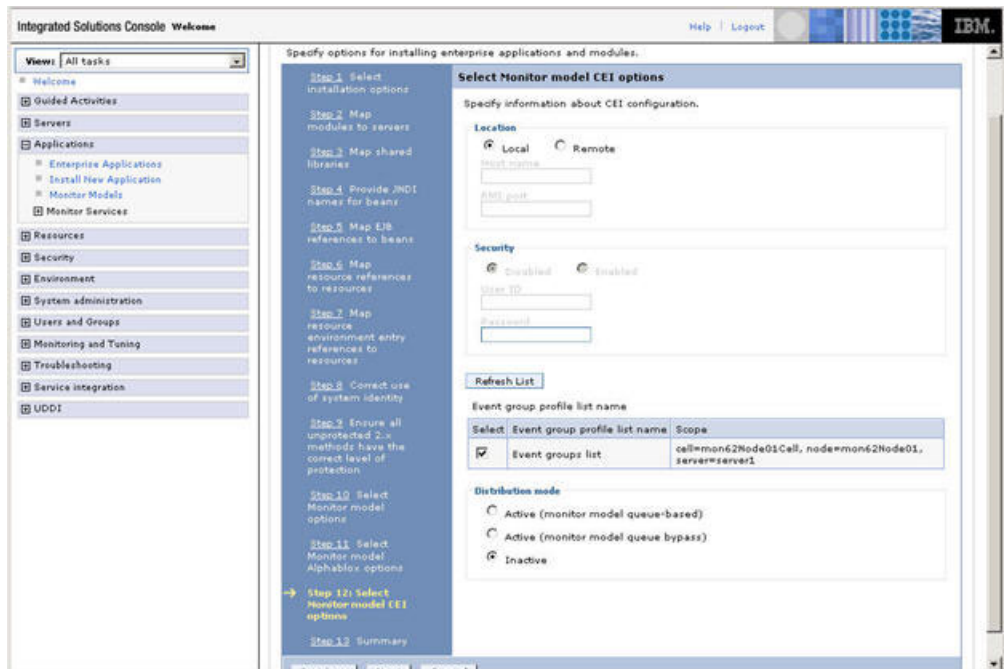 Integrated Solutions Console Welcome
Help | Logout
IBM.
View: All tasks
Welcome
Guided Activities
Servers
Applications
Enterprise Applications
Install New Application
Monitor Models
Monitor Services
Resources
Security
Environment
System administration
Users and Groups
Monitoring and Tuning
Troubleshooting
Service integration
UDDI
Specify options for installing enterprise applications and modules.
Step 1 Select
installation options
Step 2 Map
modules to servers
Step 3 Map shared
libraries
Step 4 Provide JNDI
names for beans
Step 5 Map EJB
references to beans
Step 6 Map
resource references
to resources
Step 7 Map
resource
environment entry
references to
resources
Step 8 Correct use
of system identity
Step 9 Ensure all
unprotected 2.x
methods have the
correct level of
protection
Step 10 Select
Monitor model
options
Step 11 Select
Monitor model
Alphablox options
Step 12: Select
Monitor model CEI
options
Step 13 Summary
Select Monitor model CEI options
Specify information about CEI configuration.
Location
Local Remote
Host name
RMI port
Security
Disabled Enabled
User ID
Password
Refresh List
Event group profile list name
Select Event group profile list name Scope
Event groups list cell=mon62Node01Cell, node=mon62Node01,
server=server1
Distribution mode
Active (monitor model queue-based)
Active (monitor model queue bypass)
Inactive